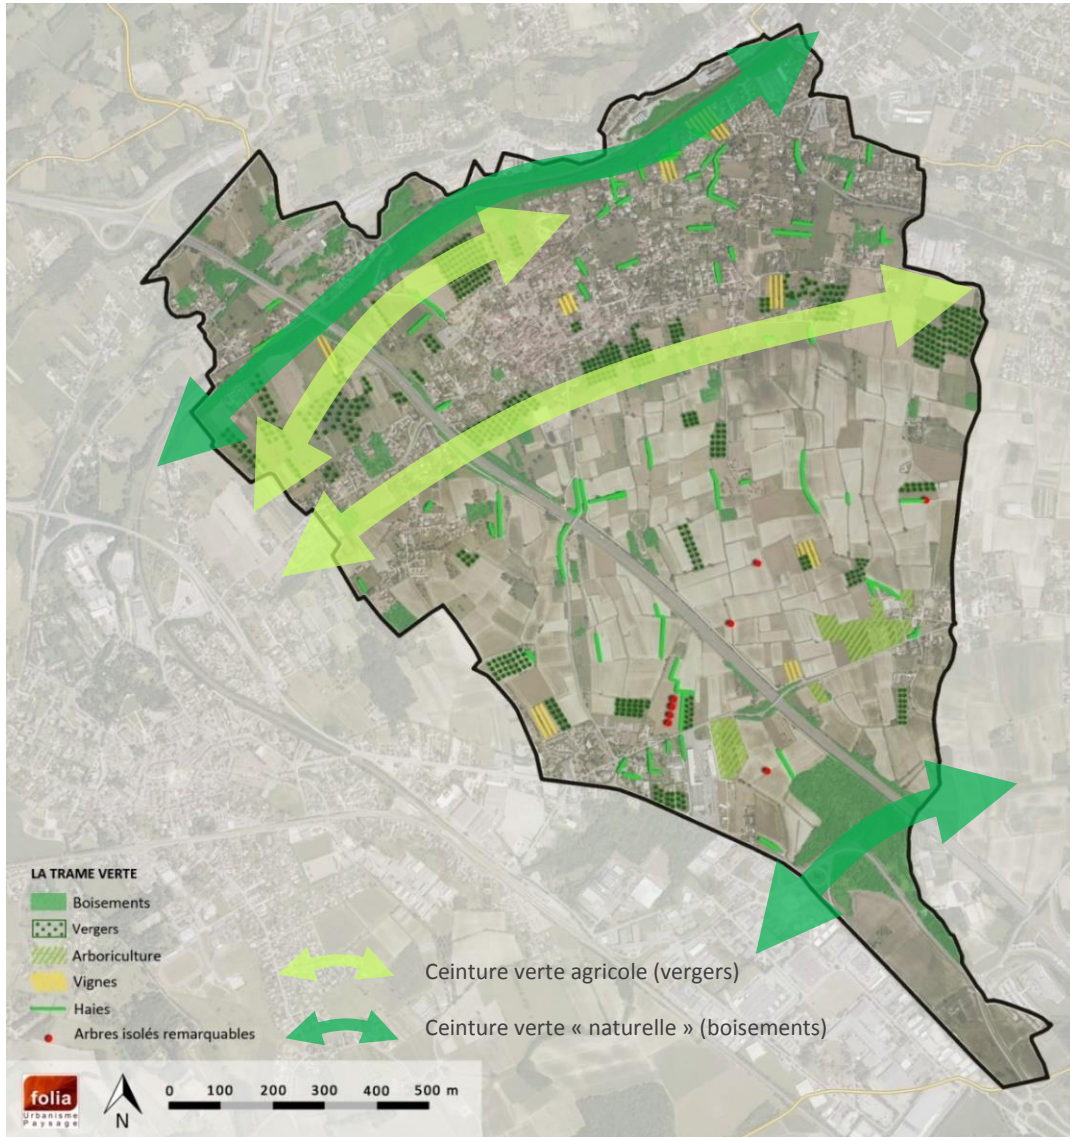 LA TRAME VERTE
Boisements
Vergers
Arboriculture
Vignes
Haies
Arbres isolés remarquables
Ceinture verte agricole (vergers)
Ceinture verte « naturelle » (boisements)
folia
Urbanisme
Paysage
N
0 100 200 300 400 500 m